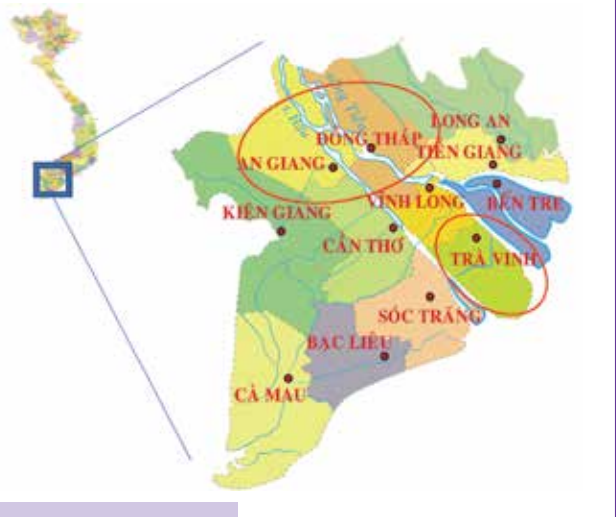 LONG AN
ĐỒNG THÁP
TIỀN GIANG
AN GIANG
VĨNH LONG
BẾN TRE
KIÊN GIANG
CẦN THƠ
TRÀ VINH
SÓC TRĂNG
BẠC LIÊU
CÀ MAU